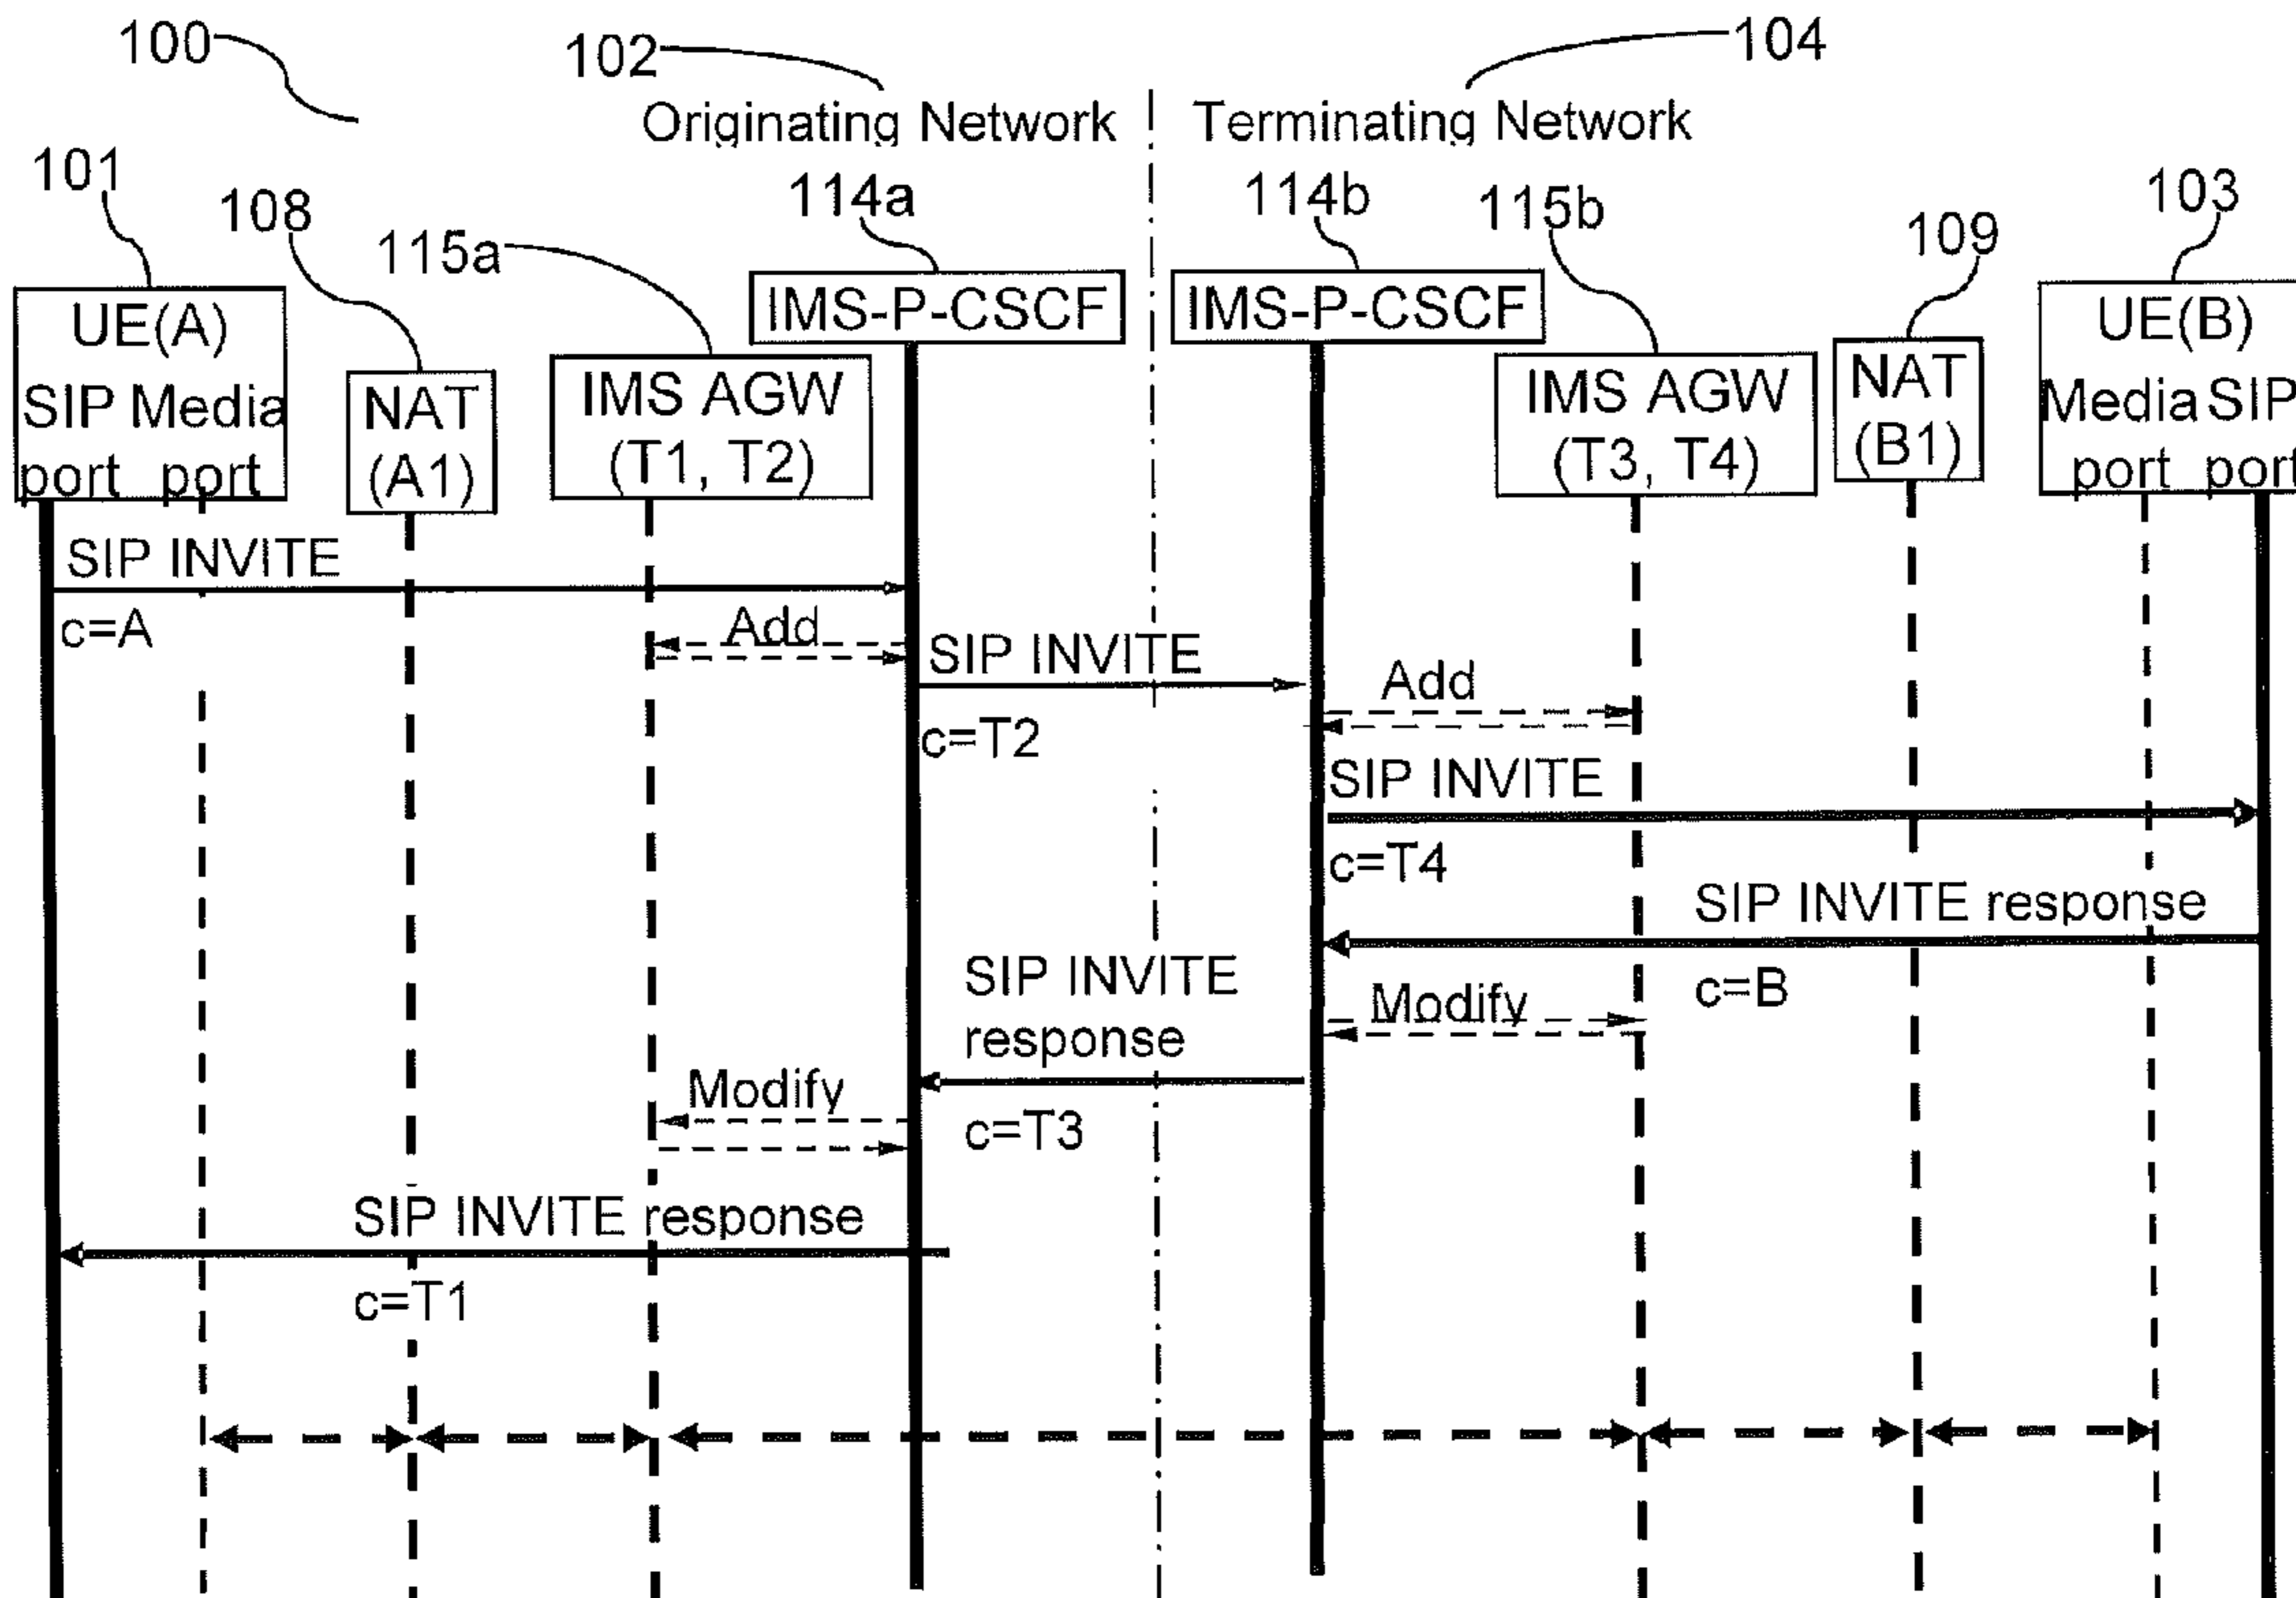 100
102
104
Originating Network
Terminating Network
101
108
115a
114a
114b
115b
109
103
UE(A)
SIP Media
port port
NAT
(A1)
IMS AGW
(T1, T2)
IMS-P-CSCF
IMS-P-CSCF
IMS AGW
(T3, T4)
NAT
(B1)
UE(B)
Media SIP
port port
SIP INVITE
c=A
Add
SIP INVITE
c=T2
Add
SIP INVITE
c=T4
SIP INVITE response
c=B
Modify
SIP INVITE
response
c=T3
Modify
SIP INVITE response
c=T1